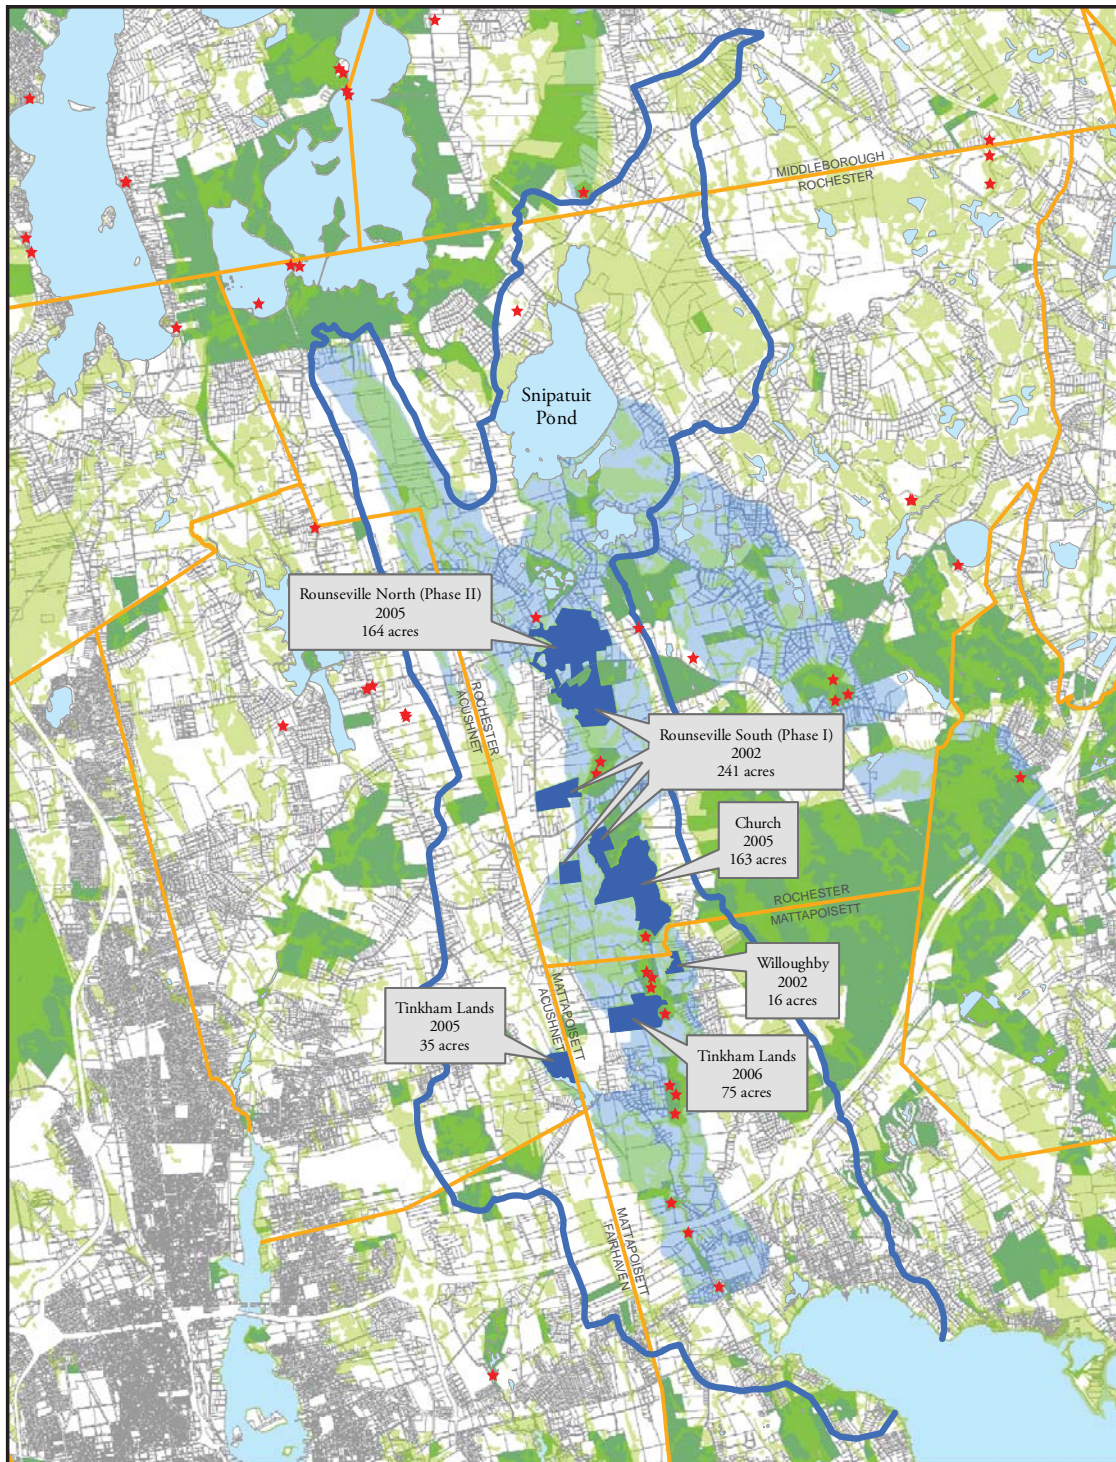 MIDDLEBOROUGH
ROCHESTER
Snipatuit
Pond
Rounseville North (Phase II)
2005
164 acres
ROCHESTER
ACUSHNET
Rounseville South (Phase I)
2002
241 acres
Church
2005
163 acres
ROCHESTER
MATTAPOISETT
Willoughby
2002
16 acres
MATTAPOISETT
ACUSHNET
Tinkham Lands
2005
35 acres
Tinkham Lands
2006
75 acres
MATTAPOISETT
FAIRHAVEN